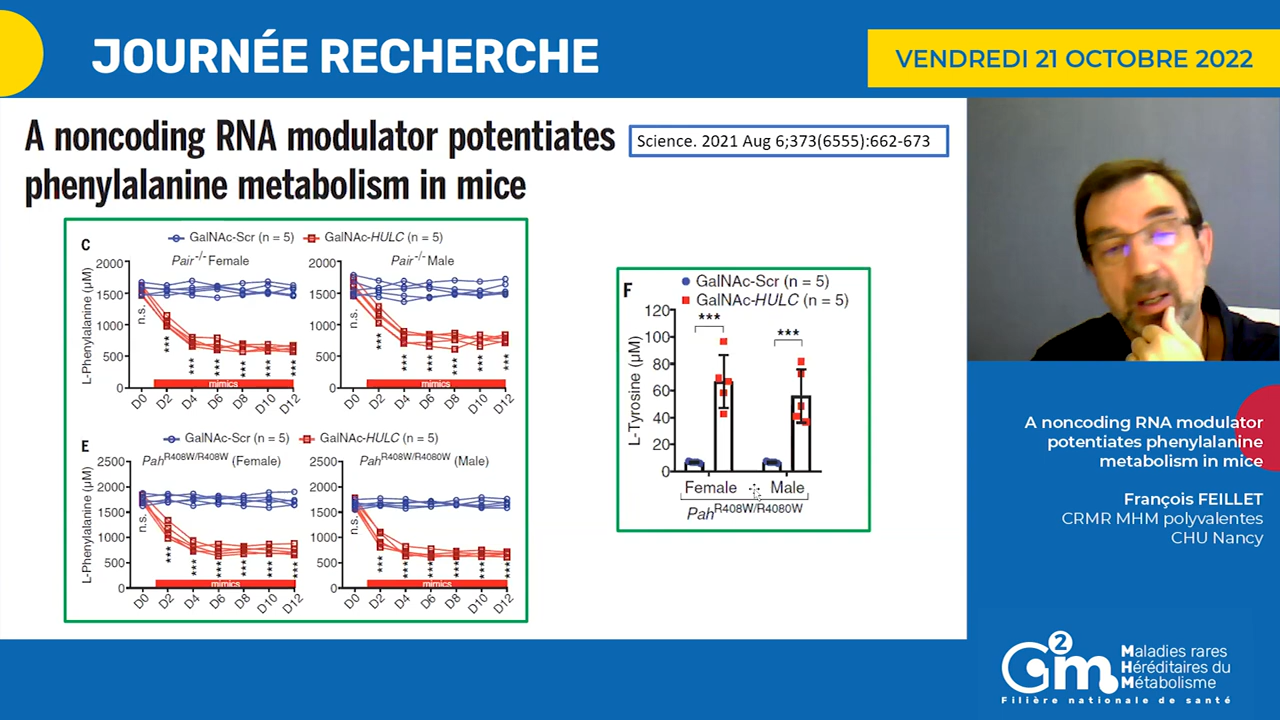 JOURNÉE RECHERCHE
VENDREDI 21 OCTOBRE 2022
A noncoding RNA modulator potentiates
phenylalanine metabolism in mice
Science. 2021 Aug 6;373(6555):662-673
C
GalNAc-Scr (n = 5) GalNAc-HULC (n = 5)
Pair-/- Female
Pair-/- Male
L-Phenylalanine (µM)
2000
1500
1000
500
0
n.s.
***
***
***
***
***
***
mimics
D0 D2 D4 D6 D8 D10 D12
2000
1500
1000
500
0
n.s.
***
***
***
***
***
***
mimics
D0 D2 D4 D6 D8 D10 D12
E
GalNAc-Scr (n = 5) GalNAc-HULC (n = 5)
PahR408W/R408W (Female)
PahR408W/R4080W (Male)
L-Phenylalanine (µM)
2500
2000
1500
1000
500
0
n.s.
***
***
***
***
***
***
mimics
D0 D2 D4 D6 D8 D10 D12
2500
2000
1500
1000
500
0
n.s.
***
***
***
***
***
***
mimics
D0 D2 D4 D6 D8 D10 D12
F
GalNAc-Scr (n = 5)
GalNAc-HULC (n = 5)
L-Tyrosine (µM)
120
100
80
60
40
20
0
***
***
Female
Male
PahR408W/R4080W
A noncoding RNA modulator
potentiates phenylalanine
metabolism in mice
François FEILLET
CRMR MHM polyvalentes
CHU Nancy
G2m
Maladies rares
Héréditaires du
Métabolisme
Filière nationale de santé